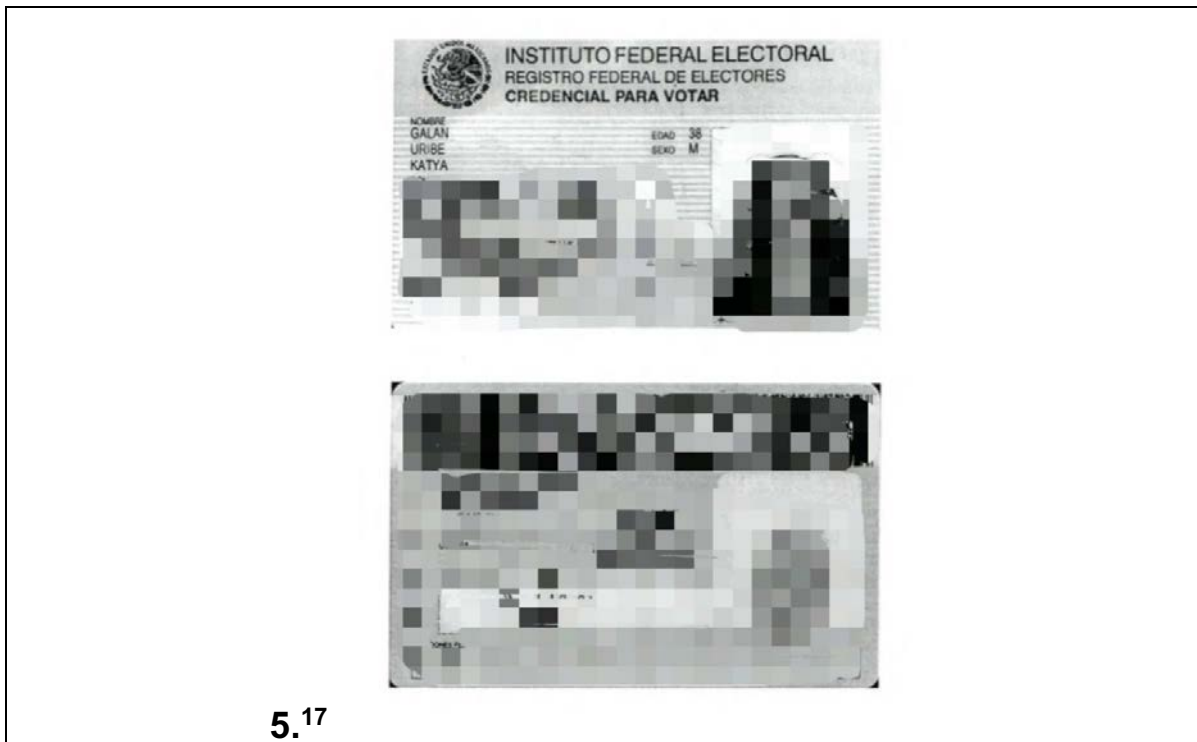 INSTITUTO FEDERAL ELECTORAL
REGISTRO FEDERAL DE ELECTORES
CREDENCIAL PARA VOTAR
NOMBRE
GALAN
URIBE
KATYA
EDAD 38
SEXO M
5.17